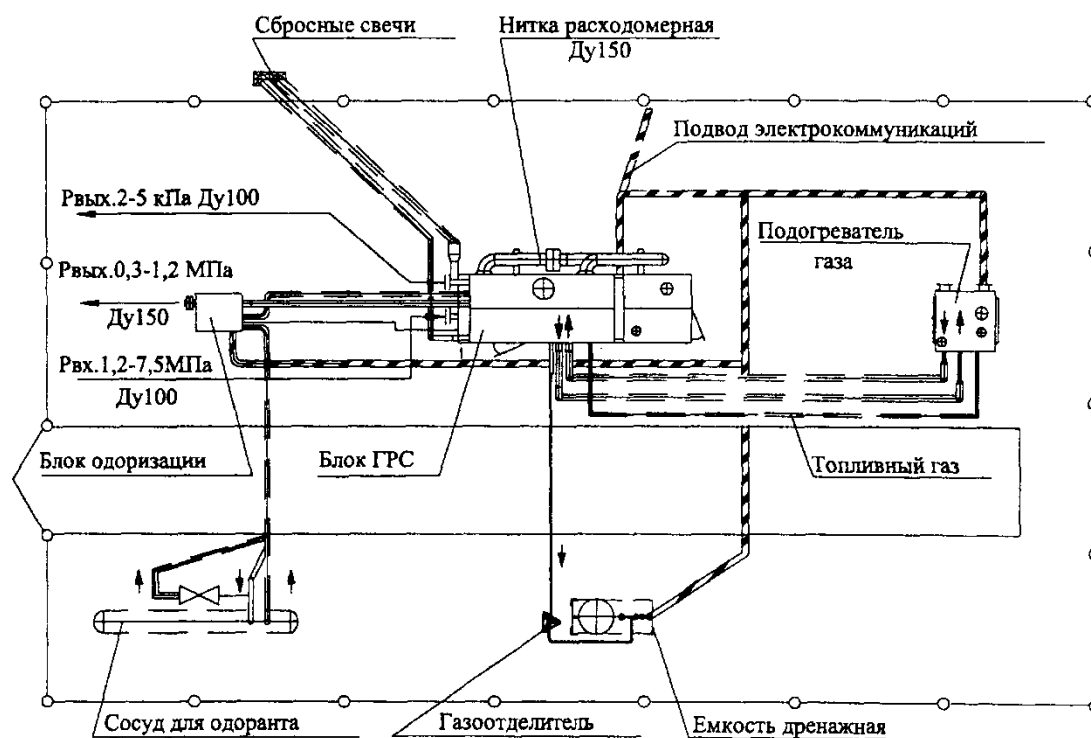 Сбросные свечи
Нитка расходомерная
Ду150
Подвод электрокоммуникаций
Рвых.2-5 кПа Ду100
Подогреватель
газа
Рвых.0,3-1,2 МПа
Ду150
Рвх.1,2-7,5МПа
Ду100
Блок одоризации
Блок ГРС
Топливный газ
Сосуд для одоранта
Газоотделитель
Емкость дренажная